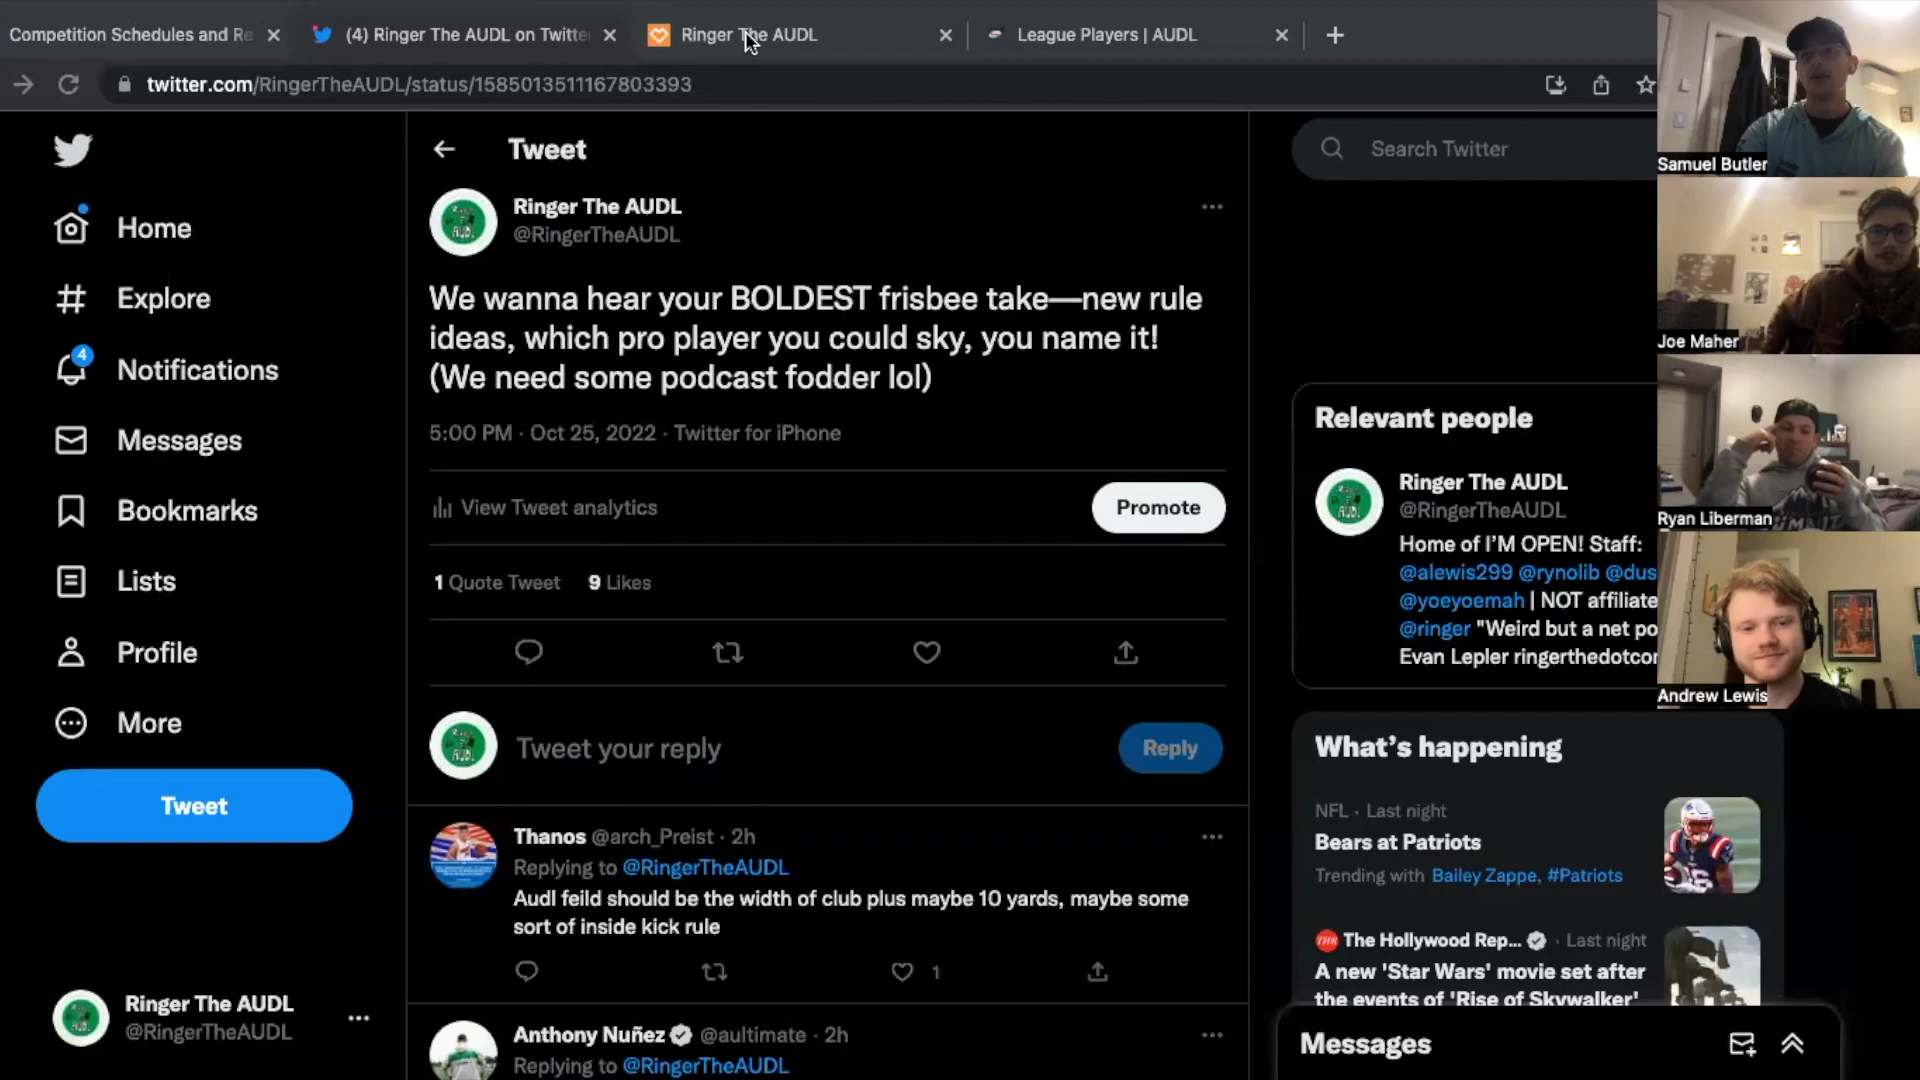 Competition Schedules and Re
(4) Ringer The AUDL on Twitte
Ringer The AUDL
League Players | AUDL
twitter.com/RingerTheAUDL/status/1585013511167803393
Home
Explore
4
Notifications
Messages
Bookmarks
Lists
Profile
More
Tweet
Ringer The AUDL
@RingerTheAUDL
Tweet
Ringer The AUDL
@RingerTheAUDL
We wanna hear your BOLDEST frisbee take—new rule
ideas, which pro player you could sky, you name it!
(We need some podcast fodder lol)
5:00 PM · Oct 25, 2022 · Twitter for iPhone
View Tweet analytics
Promote
1 Quote Tweet 9 Likes
Tweet your reply
Reply
Thanos @arch_Preist · 2h
Replying to @RingerTheAUDL
Audl feild should be the width of club plus maybe 10 yards, maybe some
sort of inside kick rule
1
Anthony Nuñez @aultimate · 2h
Replying to @RingerTheAUDL
Search Twitter
Relevant people
Ringer The AUDL
@RingerTheAUDL
Home of I'M OPEN! Staff:
@alewis299 @rynolib @dus
@yoeyoemah | NOT affiliate
@ringer "Weird but a net po
Evan Lepler ringerthedotcor
What's happening
NFL · Last night
Bears at Patriots
Trending with Bailey Zappe, #Patriots
The Hollywood Rep... · Last night
A new 'Star Wars' movie set after
the events of 'Rise of Skywalker'
Messages
Samuel Butler
Joe Maher
Ryan Liberman
Andrew Lewis